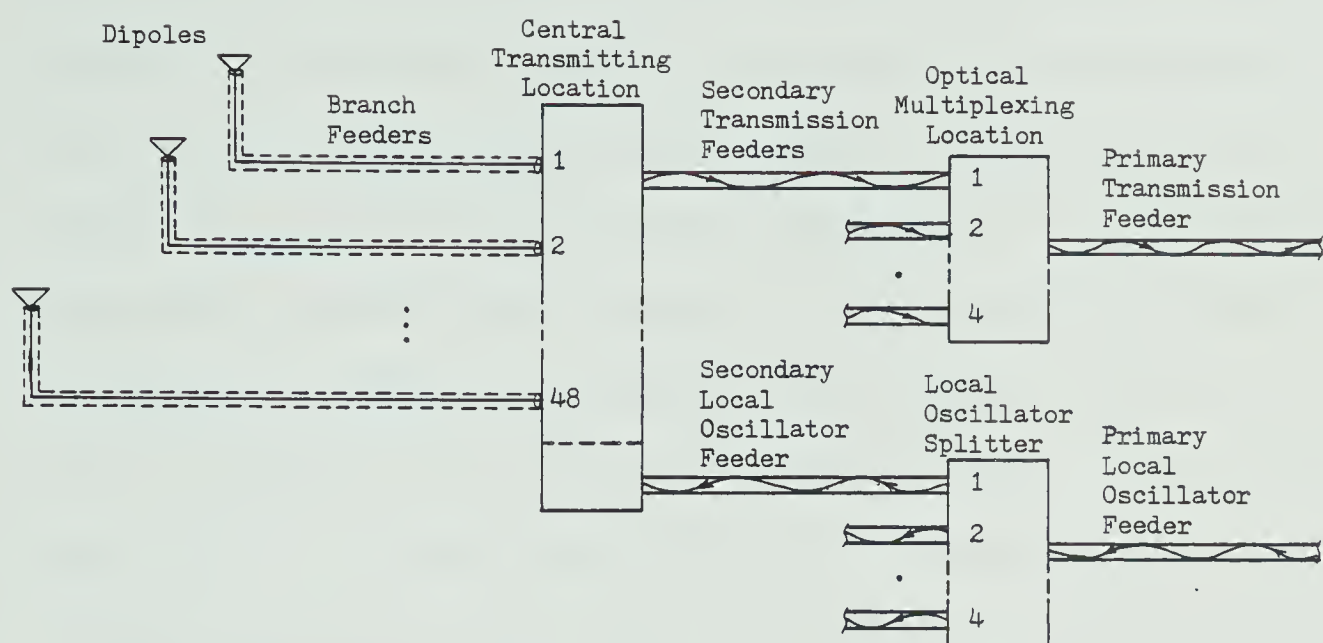 Dipoles
Branch
Feeders
Central
Transmitting
Location
1
2
48
Secondary
Transmission
Feeders
Optical
Multiplexing
Location
1
2
4
Primary
Transmission
Feeder
Secondary
Local
Oscillator
Feeder
Local
Oscillator
Splitter
1
2
4
Primary
Local
Oscillator
Feeder